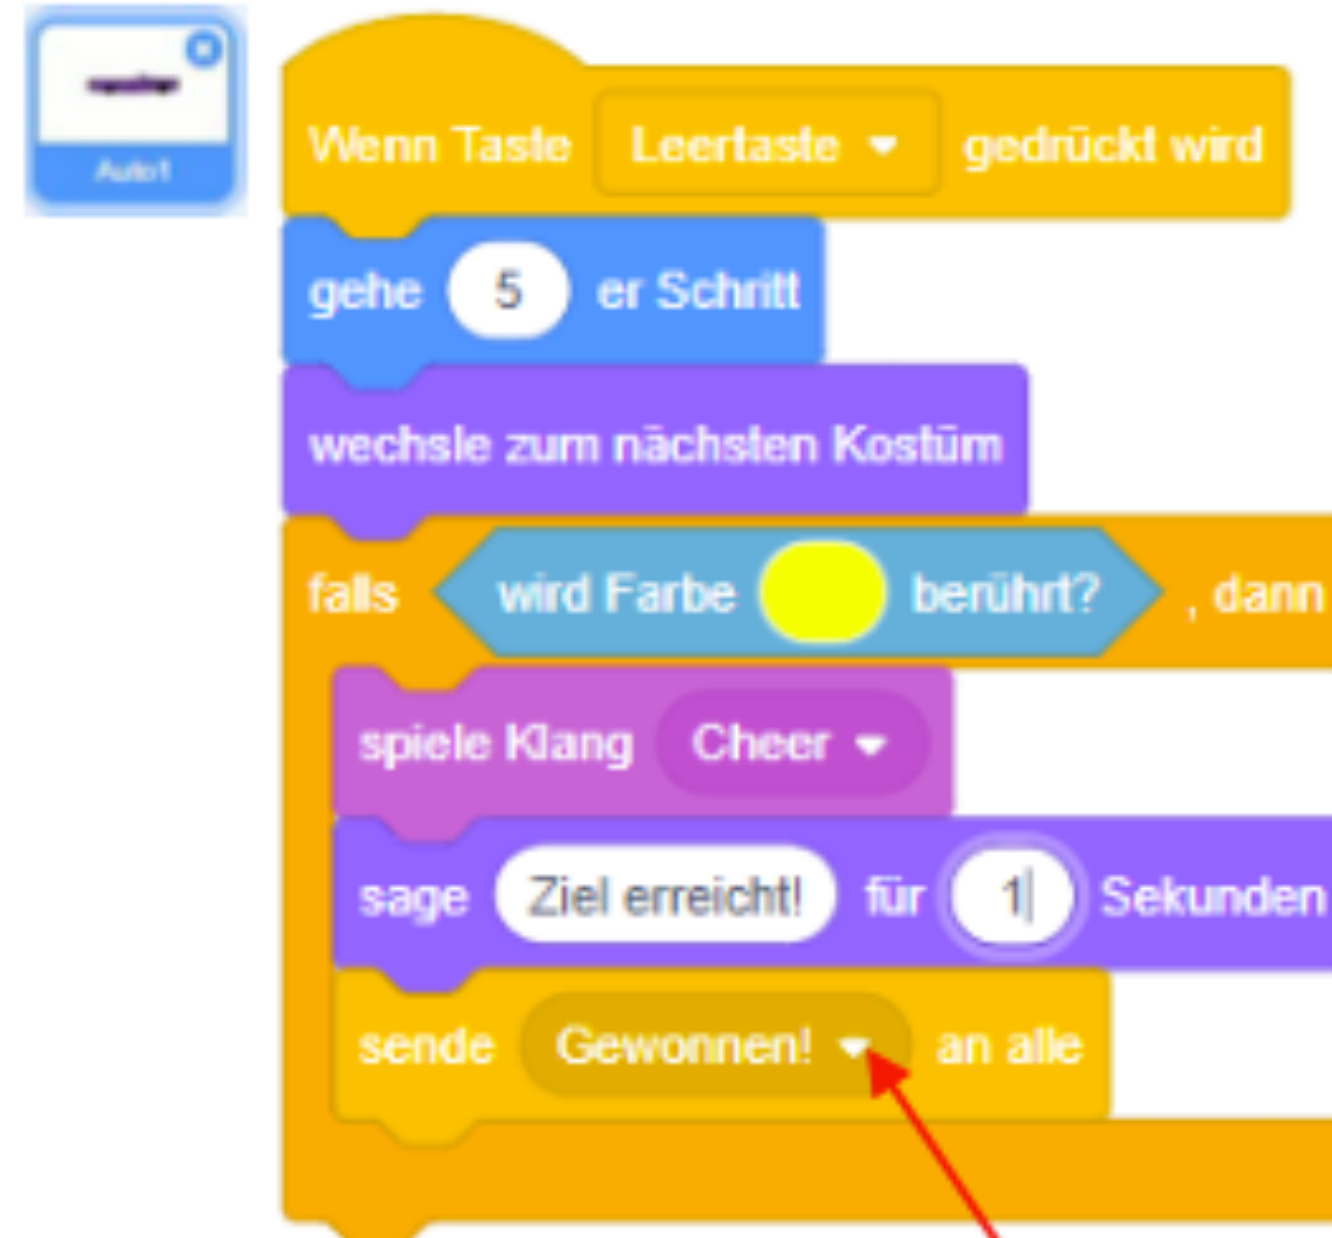 Auto1
Wenn Taste Leertaste gedrückt wird
gehe 5 er Schritt
wechsle zum nächsten Kostüm
falls wird Farbe berührt? , dann
spiele Klang Cheer
sage Ziel erreicht! für 1 Sekunden
sende Gewonnen! an alle